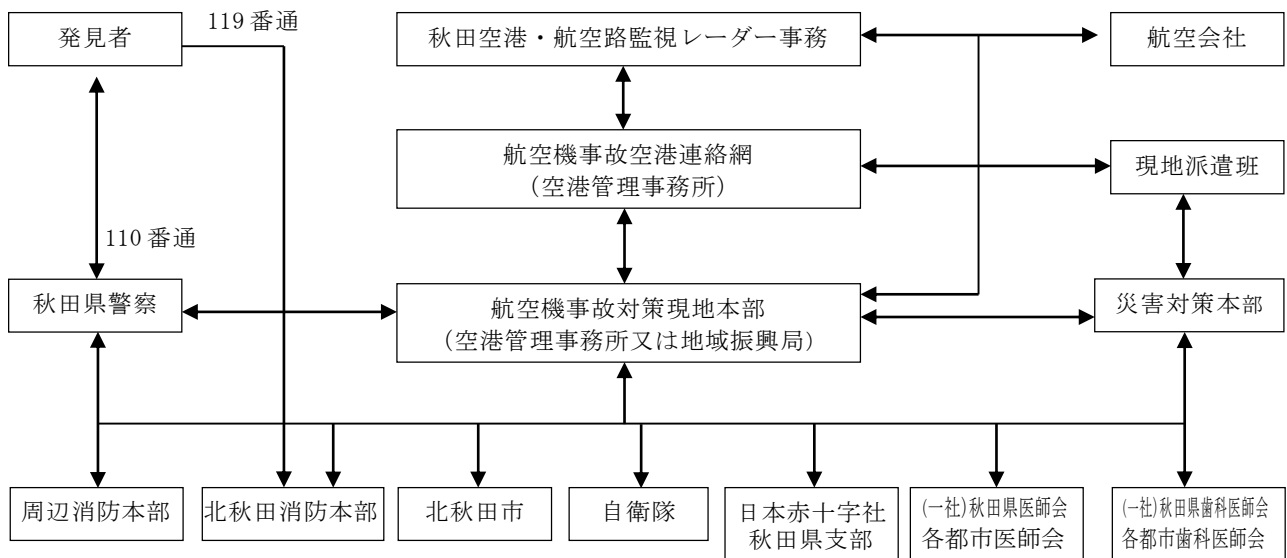 119 番通
発見者
秋田空港・航空路監視レーダー事務
航空会社
航空機事故空港連絡網
（空港管理事務所）
現地派遣班
110 番通
秋田県警察
航空機事故対策現地本部
（空港管理事務所又は地域振興局）
災害対策本部
周辺消防本部
北秋田消防本部
北秋田市
自衛隊
日本赤十字社
秋田県支部
(一社)秋田県医師会
各都市医師会
(一社)秋田県歯科医師会
各都市歯科医師会